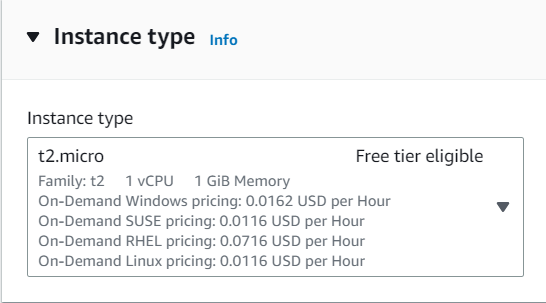 Instance type Info
Instance type
t2.micro Free tier eligible
Family: t2 1 vCPU 1 GiB Memory
On-Demand Windows pricing: 0.0162 USD per Hour
On-Demand SUSE pricing: 0.0116 USD per Hour
On-Demand RHEL pricing: 0.0716 USD per Hour
On-Demand Linux pricing: 0.0116 USD per Hour